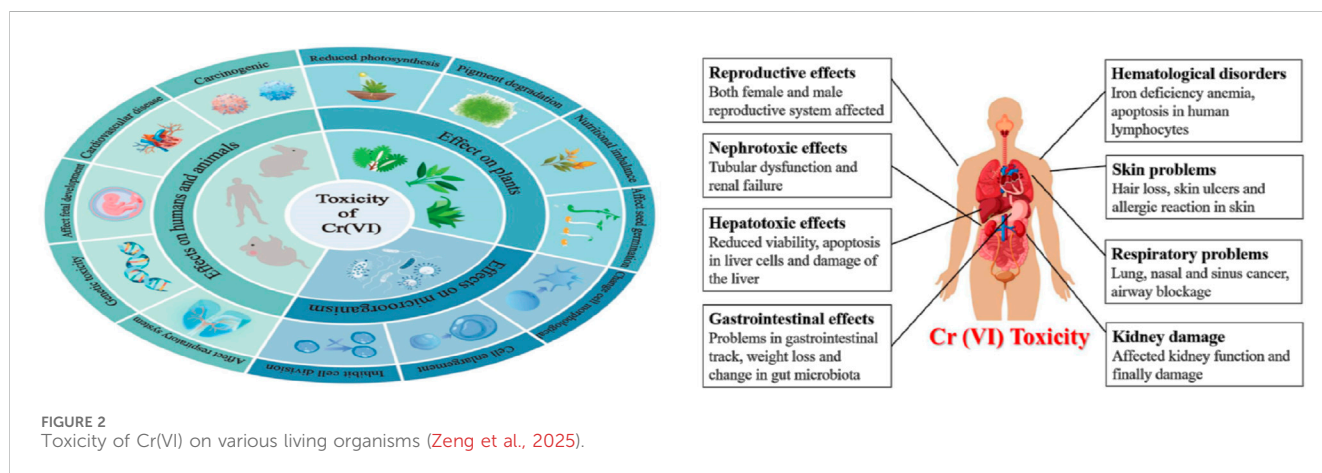 Toxicity
of
Cr(VI)
Effect on plants
Effects on microorganism
Effects on humans and animals
Reduced photosynthesis
Pigment degradation
Nutritional imbalance
Affect seed germination
Change cell morphological
Cell enlargement
Inhibit cell division
Affect respiratory system
Genetic toxicity
Affect fetal development
Cardiovascular disease
Carcinogenic
Reproductive effects
Both female and male
reproductive system affected
Nephrotoxic effects
Tubular dysfunction and
renal failure
Hepatotoxic effects
Reduced viability, apoptosis
in liver cells and damage of
the liver
Gastrointestinal effects
Problems in gastrointestinal
track, weight loss and
change in gut microbiota
Cr (VI) Toxicity
Hematological disorders
Iron deficiency anemia,
apoptosis in human
lymphocytes
Skin problems
Hair loss, skin ulcers and
allergic reaction in skin
Respiratory problems
Lung, nasal and sinus cancer,
airway blockage
Kidney damage
Affected kidney function and
finally damage
FIGURE 2
Toxicity of Cr(VI) on various living organisms (Zeng et al., 2025).